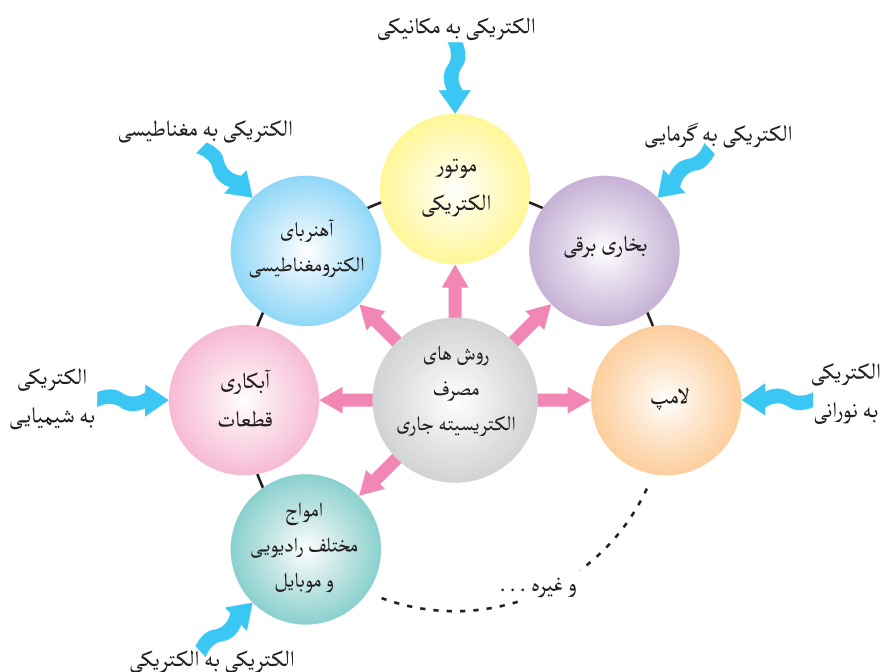 الکتریکی به مکانیکی
الکتریکی به گرمایی
الکتریکی به مغناطیسی
موتور
الکتریکی
بخاری برقی
آهنربای
الکترومغناطیسی
روش های
مصرف
الکتریسیته جاری
لامپ
الکتریکی
به نورانی
آبکاری
قطعات
الکتریکی
به شیمیایی
امواج
مختلف رادیویی
و موبایل
و غیره ...
الکتریکی به الکتریکی